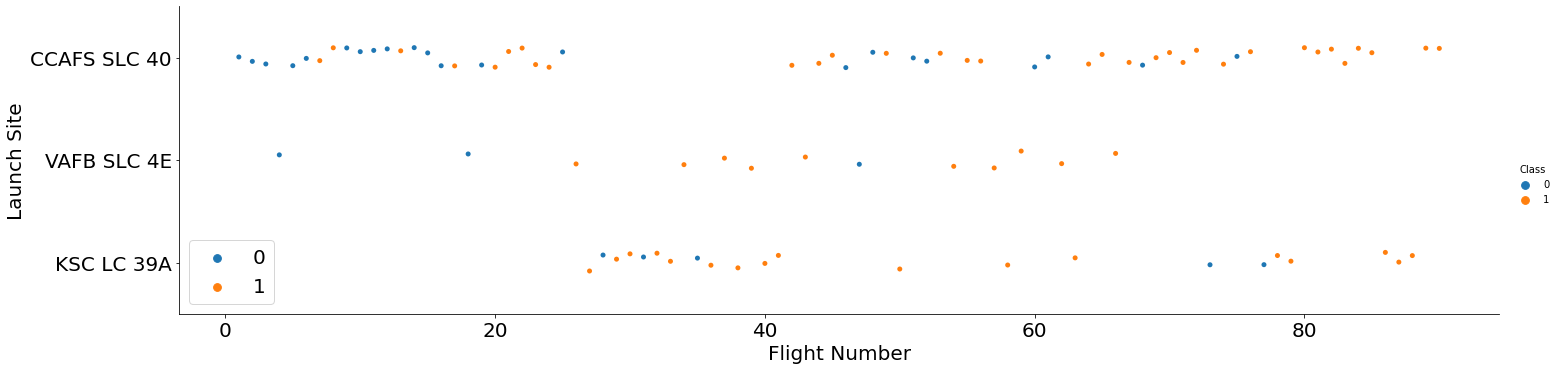 CCAFS SLC 40
VAFB SLC 4E
KSC LC 39A
Launch Site
0
1
0 20 40 60 80
Flight Number
Class
0
1